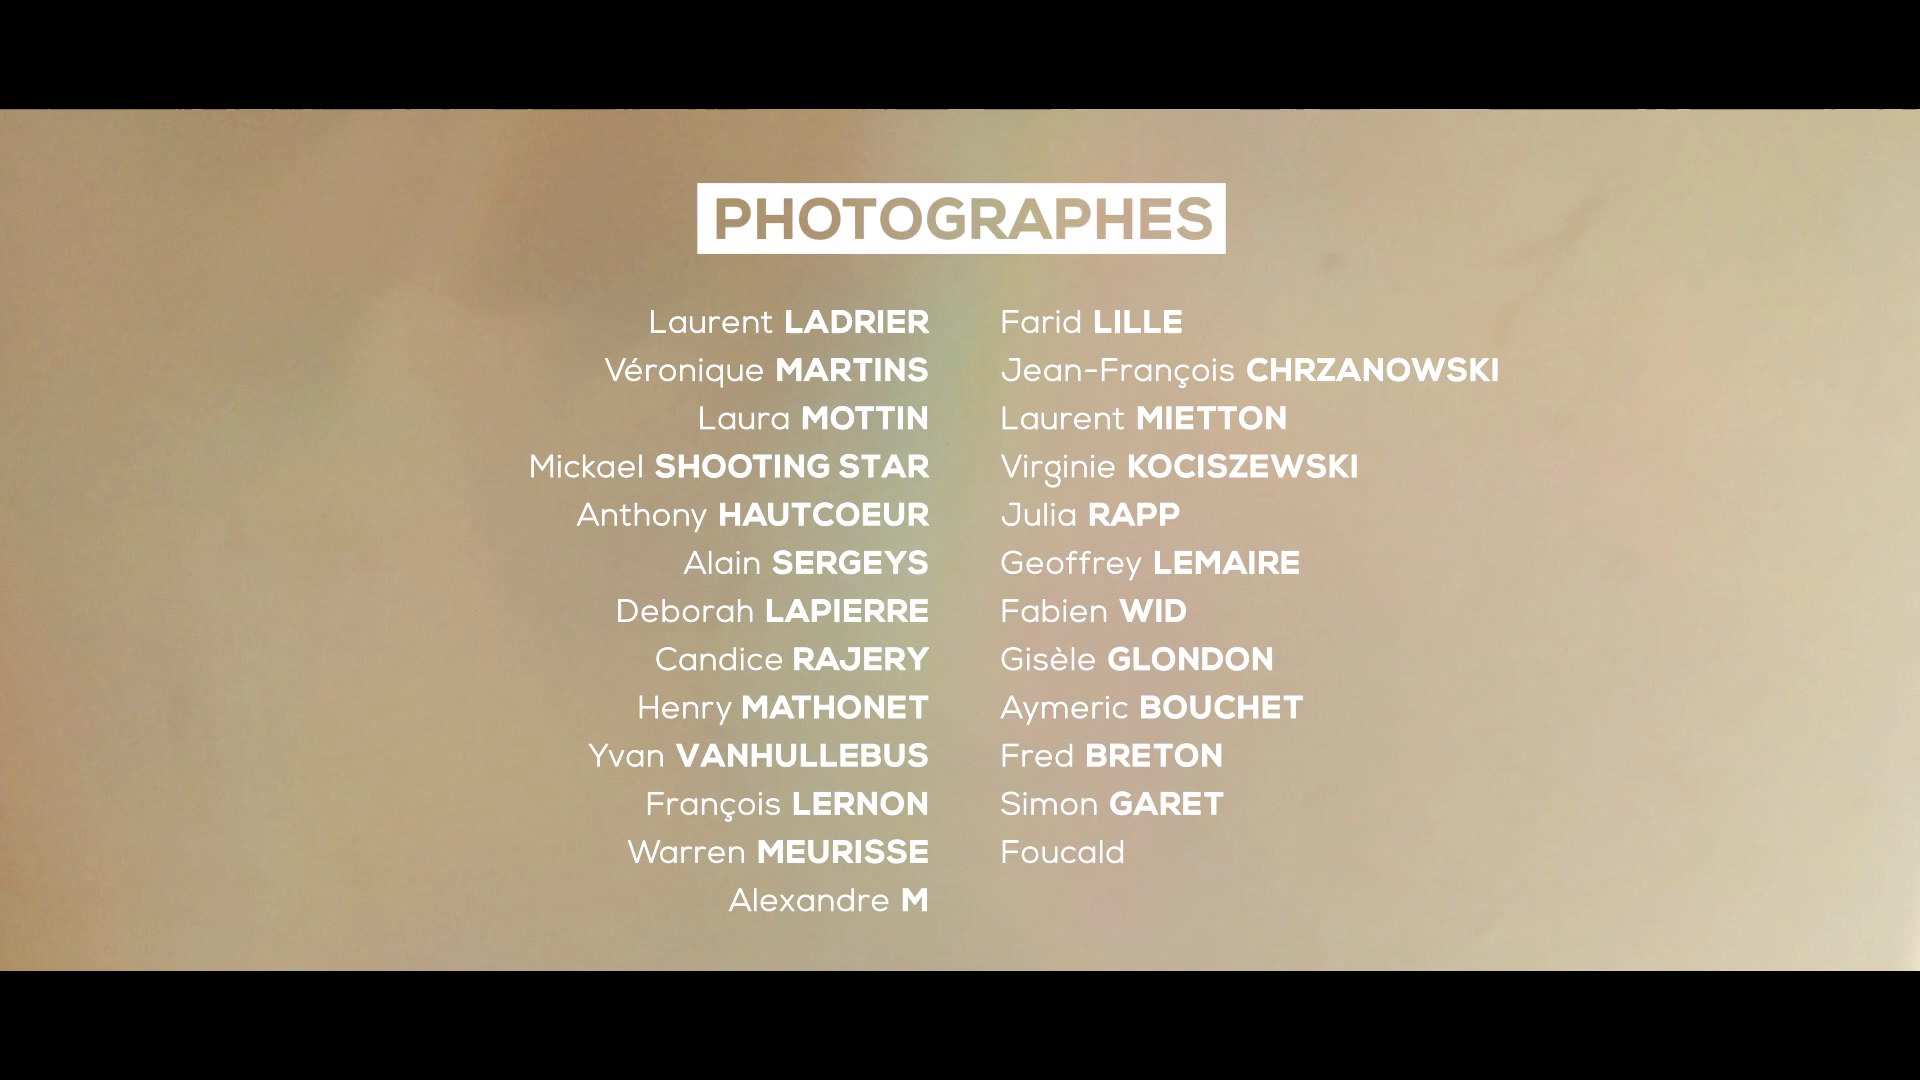 PHOTOGRAPHES
Laurent LADRIER
Véronique MARTINS
Laura MOTTIN
Mickael SHOOTING STAR
Anthony HAUTCOEUR
Alain SERGEYS
Deborah LAPIERRE
Candice RAJERY
Henry MATHONET
Yvan VANHULLEBUS
François LERNON
Warren MEURISSE
Alexandre M
Farid LILLE
Jean-François CHRZANOWSKI
Laurent MIETTON
Virginie KOCISZEWSKI
Julia RAPP
Geoffrey LEMAIRE
Fabien WID
Gisèle GLONDON
Aymeric BOUCHET
Fred BRETON
Simon GARET
Foucald